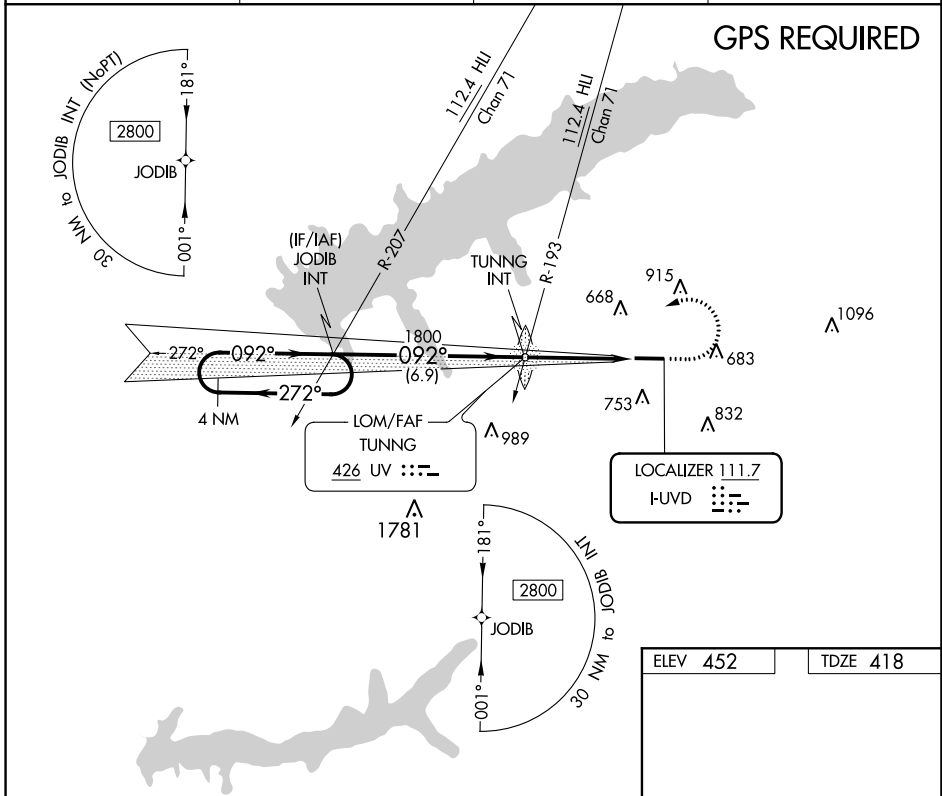 GPS REQUIRED
30 NM to JODIB INT (NoPT)
181°
2800
JODIB
001°
112.4 HLI
Chan 71
112.4 HLI
Chan 71
R-207
R-193
(IF/IAF)
JODIB
INT
TUNNG
INT
668
915
1096
683
753
832
989
1781
1800
272°
092°
092°
(6.9)
272°
4 NM
LOM/FAF
TUNNG
426 UV
LOCALIZER 111.7
I-UVD
181°
2800
JODIB
001°
30 NM to JODIB INT
ELEV 452
TDZE 418